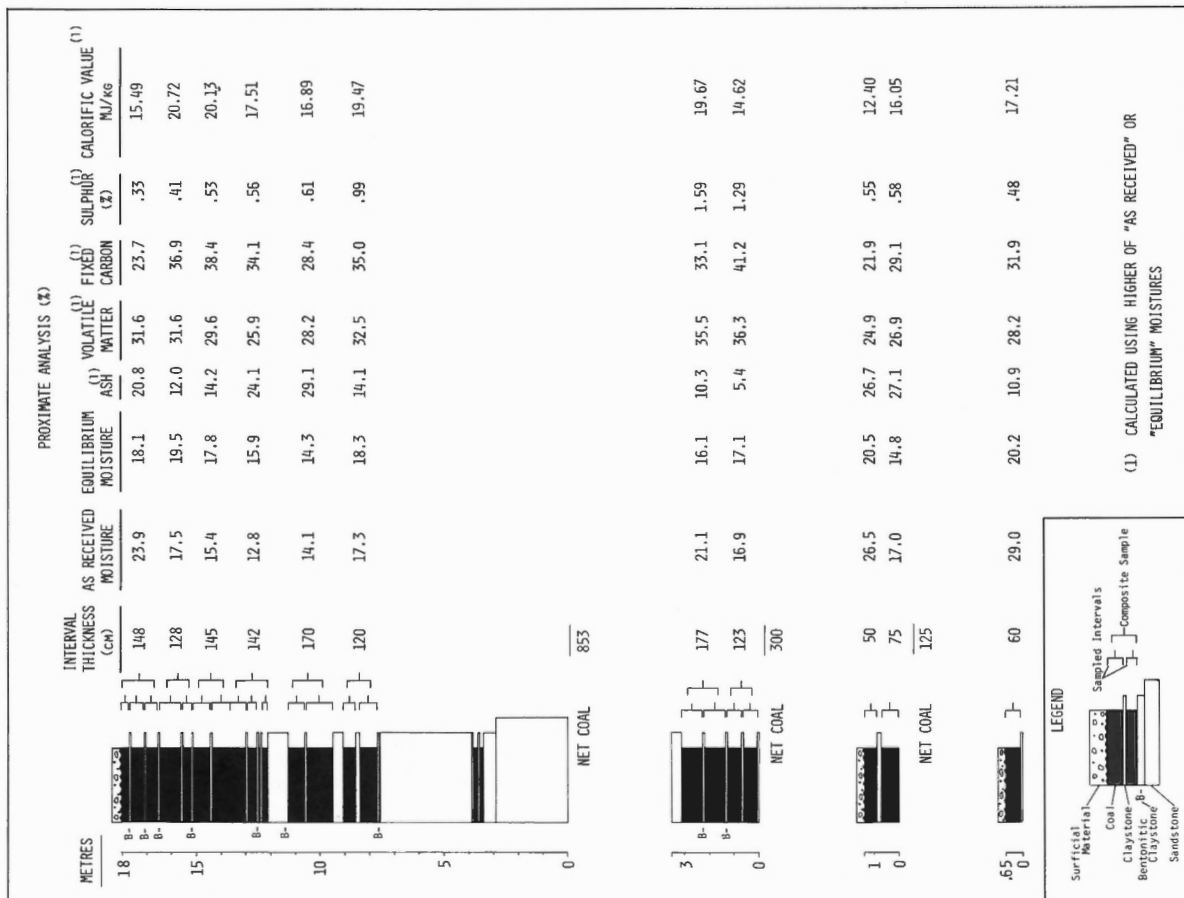 PROXIMATE ANALYSIS (%)
METRES
INTERVAL THICKNESS (CM)
AS RECEIVED MOISTURE
EQUILIBRIUM MOISTURE
ASH (1)
VOLATILE MATTER (1)
FIXED CARBON (1)
SULPHUR (%) (1)
CALORIFIC VALUE MJ/KG (1)
18
15
10
5
0
B-
B-
B-
B-
B-
B-
B-
148 23.9 18.1 20.8 31.6 23.7 .33 15.49
128 17.5 19.5 12.0 31.6 36.9 .41 20.72
145 15.4 17.8 14.2 29.6 38.4 .53 20.13
142 12.8 15.9 24.1 25.9 34.1 .56 17.51
170 14.1 14.3 29.1 28.2 28.4 .61 16.89
120 17.3 18.3 14.1 32.5 35.0 .99 19.47
NET COAL 853
3
0
B-
B-
177 21.1 16.1 10.3 35.5 33.1 1.59 19.67
123 16.9 17.1 5.4 36.3 41.2 1.29 14.62
NET COAL 300
1
0
50 26.5 20.5 26.7 24.9 21.9 .55 12.40
75 17.0 14.8 27.1 26.9 29.1 .58 16.05
NET COAL 125
.65
0
60 29.0 20.2 10.9 28.2 31.9 .48 17.21
LEGEND
Surficial Material
Coal
Claystone
Bentonitic Claystone
B-
Sandstone
Sampled Intervals
Composite Sample
(1) CALCULATED USING HIGHER OF "AS RECEIVED" OR
"EQUILIBRIUM" MOISTURES